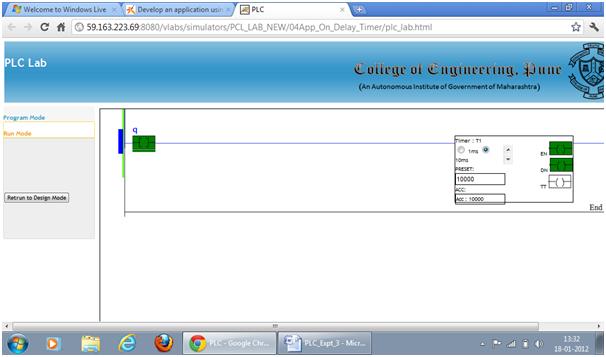 Welcome to Windows Live
Develop an application usin
PLC
59.163.223.69:8080/vlabs/simulators/PCL_LAB_NEW/04App_On_Delay_Timer/plc_lab.html
PLC Lab
College of Engineering, Pune
(An Autonomous Institute of Government of Maharashtra)
Program Mode
Run Mode
Retrun to Design Mode
q
Timer : T1
1ms
10ms
PRESET:
10000
ACC:
Acc : 10000
EN
DN
TT
End
PLC - Google Chr...
PLC_Expt_3 - Micr...
13:32
18-01-2012